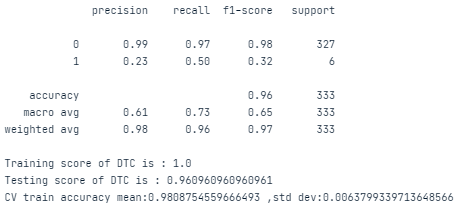 precision recall f1-score support
0 0.99 0.97 0.98 327
1 0.23 0.50 0.32 6
accuracy 0.96 333
macro avg 0.61 0.73 0.65 333
weighted avg 0.98 0.96 0.97 333
Training score of DTC is : 1.0
Testing score of DTC is : 0.960960960960961
CV train accuracy mean:0.9808754559666493 ,std dev:0.0063799339713648566